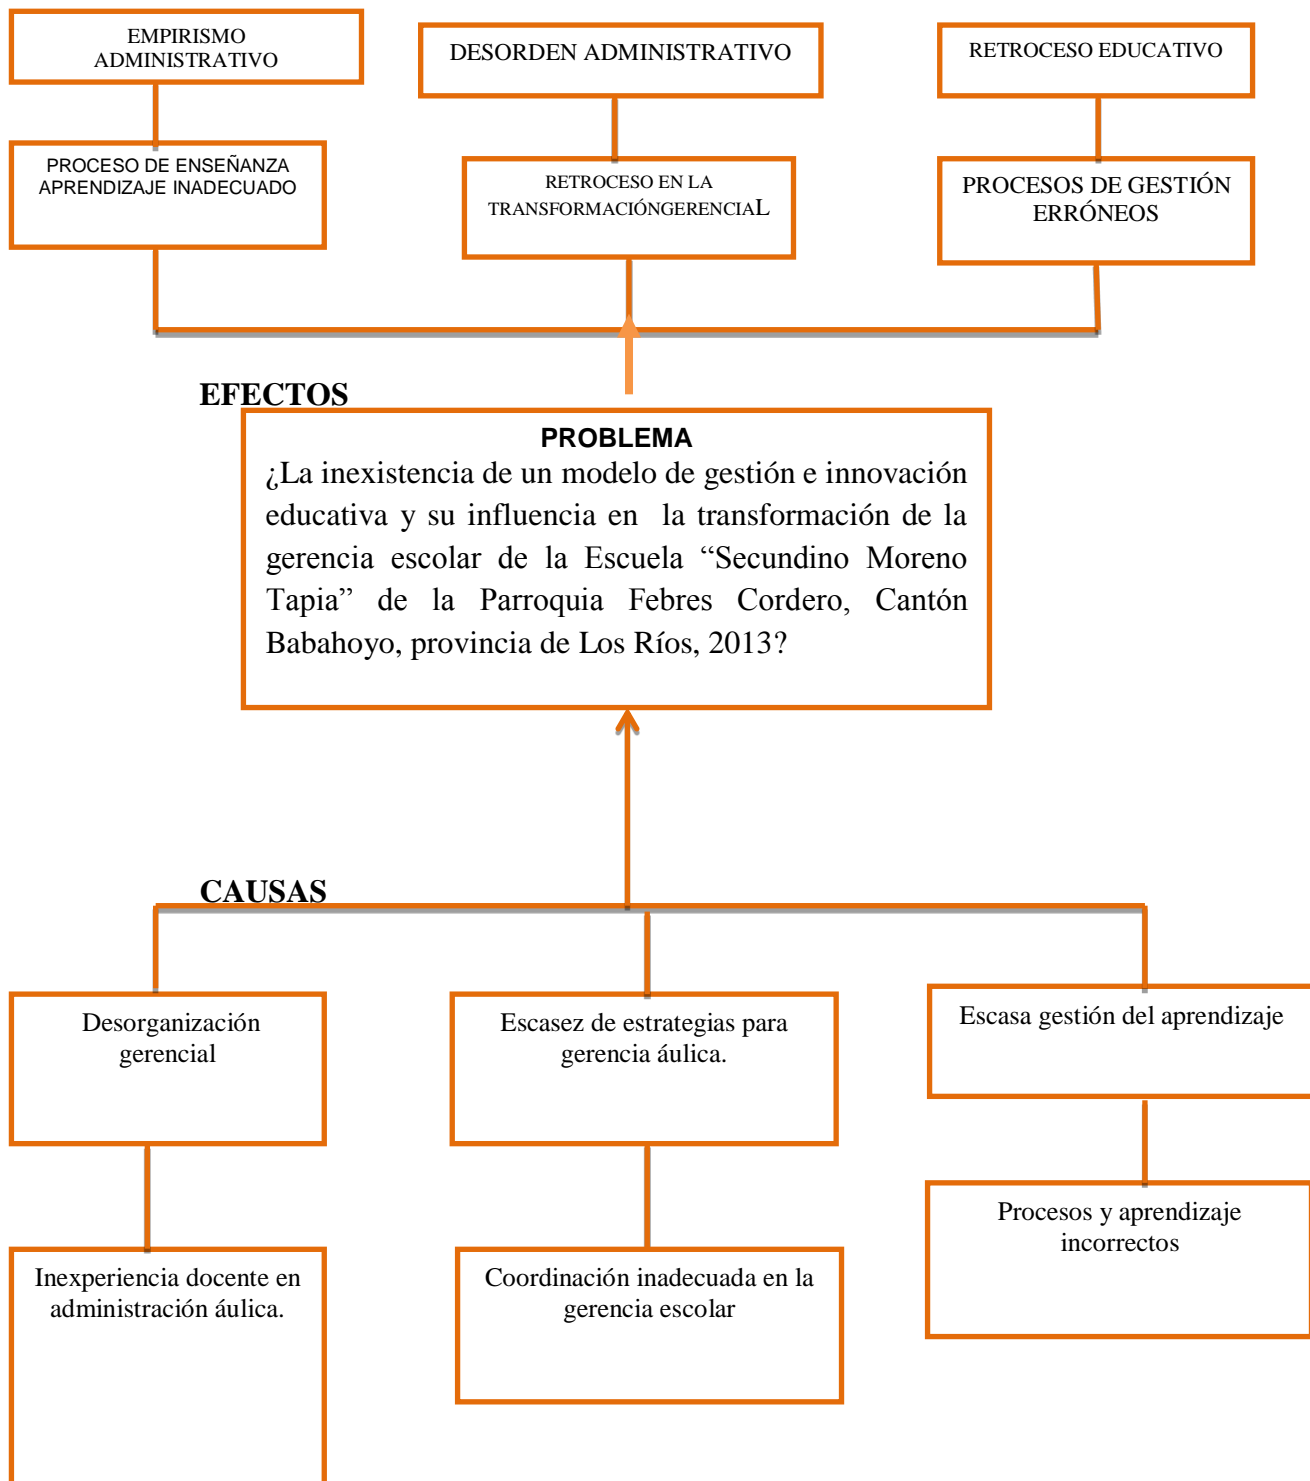 EMPIRISMO
ADMINISTRATIVO
DESORDEN ADMINISTRATIVO
RETROCESO EDUCATIVO
PROCESO DE ENSEÑANZA
APRENDIZAJE INADECUADO
RETROCESO EN LA
TRANSFORMACIÓNGERENCIAL
PROCESOS DE GESTIÓN
ERRÓNEOS
EFECTOS
PROBLEMA
¿La inexistencia de un modelo de gestión e innovación
educativa y su influencia en la transformación de la
gerencia escolar de la Escuela “Secundino Moreno
Tapia” de la Parroquia Febres Cordero, Cantón
Babahoyo, provincia de Los Ríos, 2013?
CAUSAS
Desorganización
gerencial
Escasez de estrategias para
gerencia áulica.
Escasa gestión del aprendizaje
Inexperiencia docente en
administración áulica.
Coordinación inadecuada en la
gerencia escolar
Procesos y aprendizaje
incorrectos